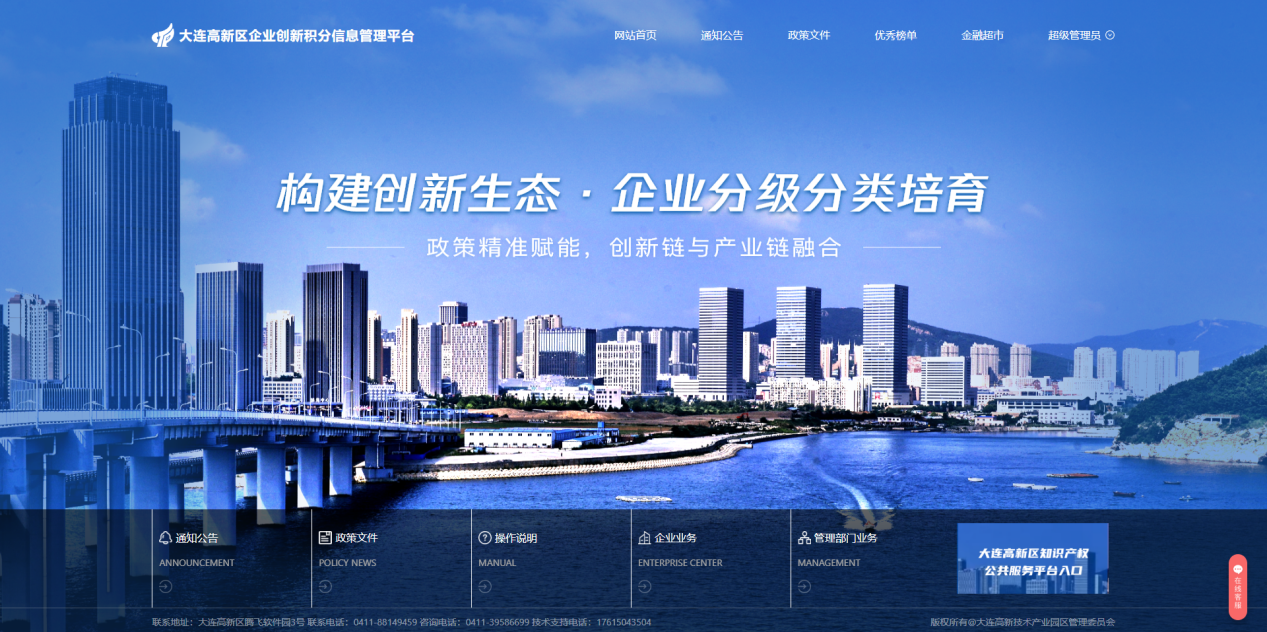 大连高新区企业创新积分信息管理平台
网站首页 通知公告 政策文件 优秀榜单 金融超市 超级管理员
构建创新生态·企业分级分类培育
政策精准赋能，创新链与产业链融合
通知公告
ANNOUNCEMENT
政策文件
POLICY NEWS
操作说明
MANUAL
企业业务
ENTERPRISE CENTER
管理部门业务
MANAGEMENT
大连高新区知识产权
公共服务平台入口
在线客服
联系地址：大连高新区腾飞软件园3号 联系电话：0411-88149459 咨询电话：0411-39586699 技术支持电话：17615043504
版权所有@大连高新技术产业园区管理委员会